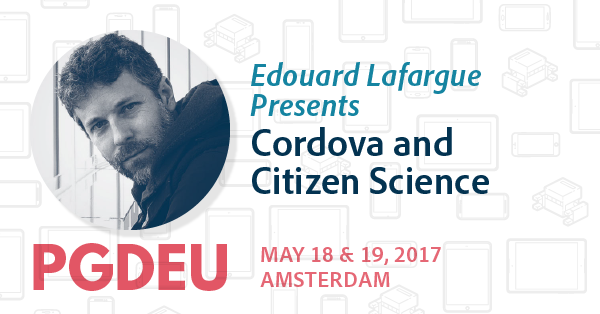 Edouard Lafargue
Presents
Cordova and
Citizen Science
PGDEU
MAY 18 & 19, 2017
AMSTERDAM